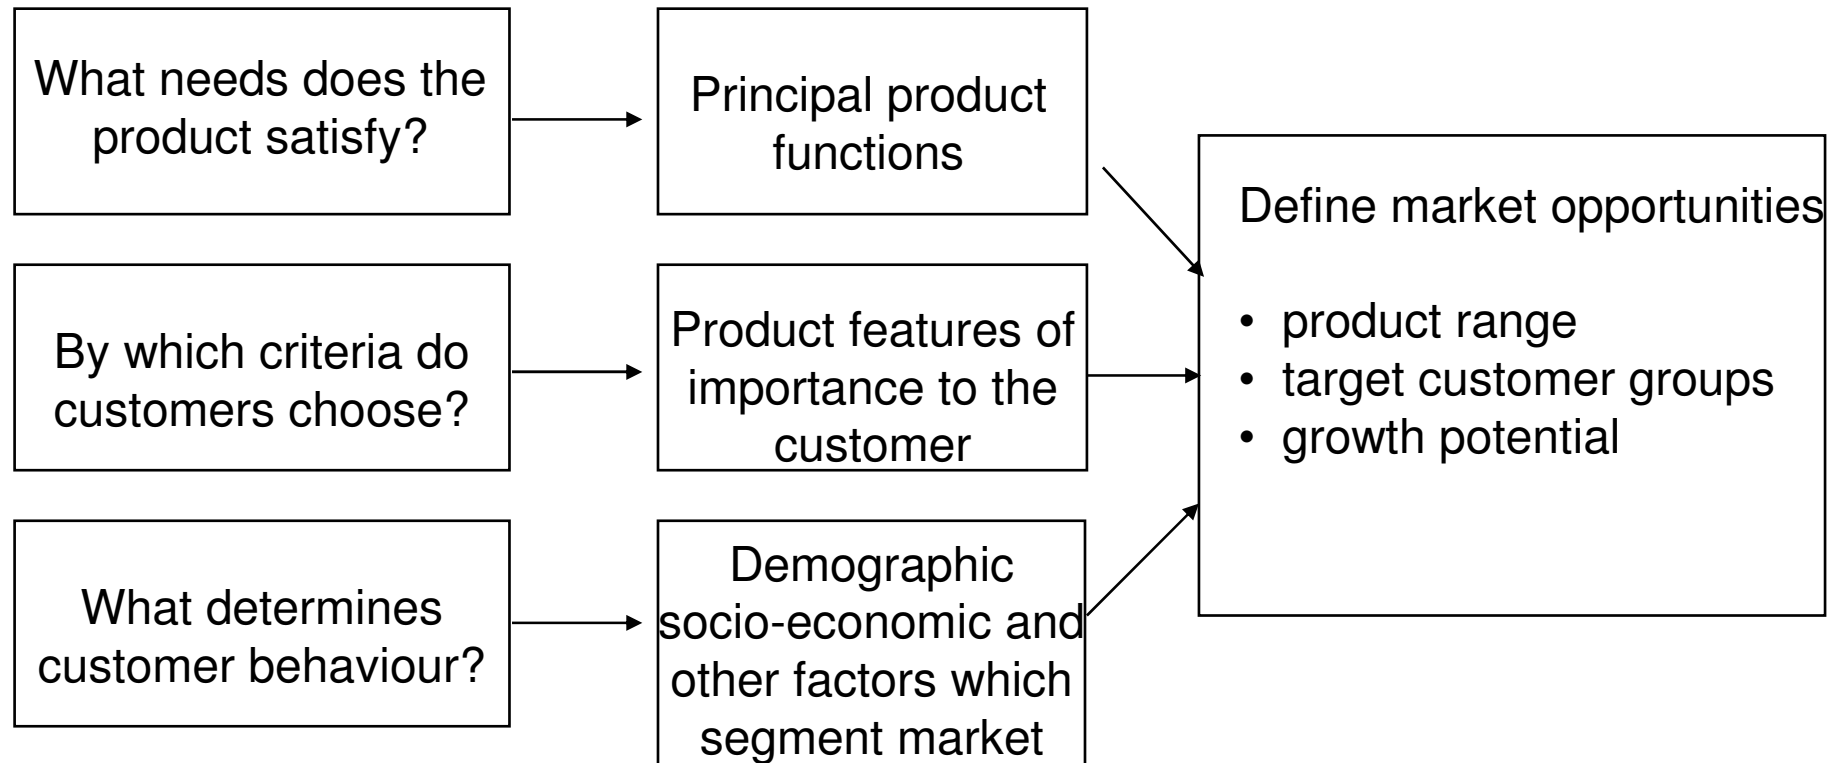 What needs does the
product satisfy?
Principal product
functions
By which criteria do
customers choose?
Product features of
importance to the
customer
What determines
customer behaviour?
Demographic
socio-economic and
other factors which
segment market
Define market opportunities
• product range
• target customer groups
• growth potential